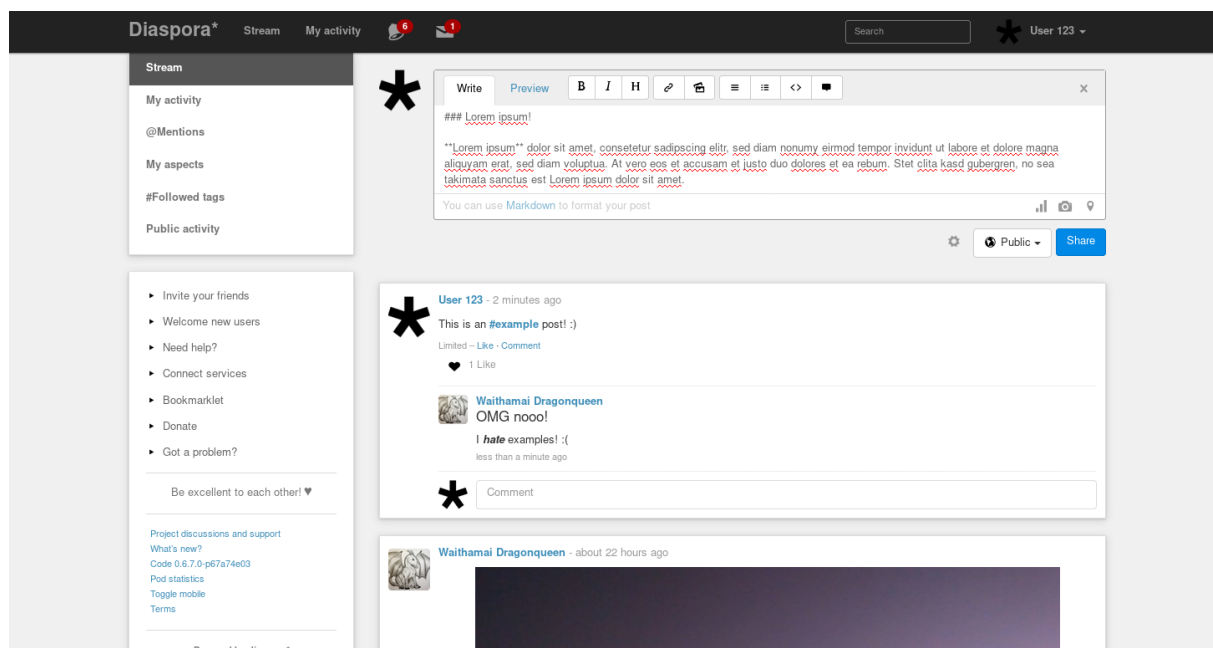 Diaspora* Stream My activity 6 1 Search User 123
Stream
My activity
@Mentions
My aspects
#Followed tags
Public activity
Invite your friends
Welcome new users
Need help?
Connect services
Bookmarklet
Donate
Got a problem?
Be excellent to each other! ♥
Project discussions and support
What's new?
Code 0.6.7.0-p67a74e03
Pod statistics
Toggle mobile
Terms
Write Preview B I H <> ×
### Lorem ipsum!
**Lorem ipsum** dolor sit amet, consetetur sadipscing elitr, sed diam nonumy eirmod tempor invidunt ut labore et dolore magna
aliquyam erat, sed diam voluptua. At vero eos et accusam et justo duo dolores et ea rebum. Stet clita kasd gubergren, no sea
takimata sanctus est Lorem ipsum dolor sit amet.
You can use Markdown to format your post
Public Share
User 123 - 2 minutes ago
This is an #example post! :)
Limited – Like · Comment
1 Like
Waithamai Dragonqueen
OMG nooo!
I hate examples! :(
less than a minute ago
Comment
Waithamai Dragonqueen - about 22 hours ago